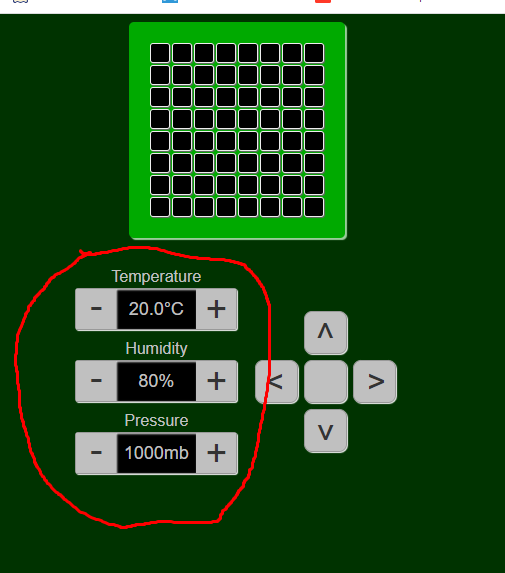 Temperature
- 20.0°C +
Humidity
- 80% +
Pressure
- 1000mb +
^
< >
v